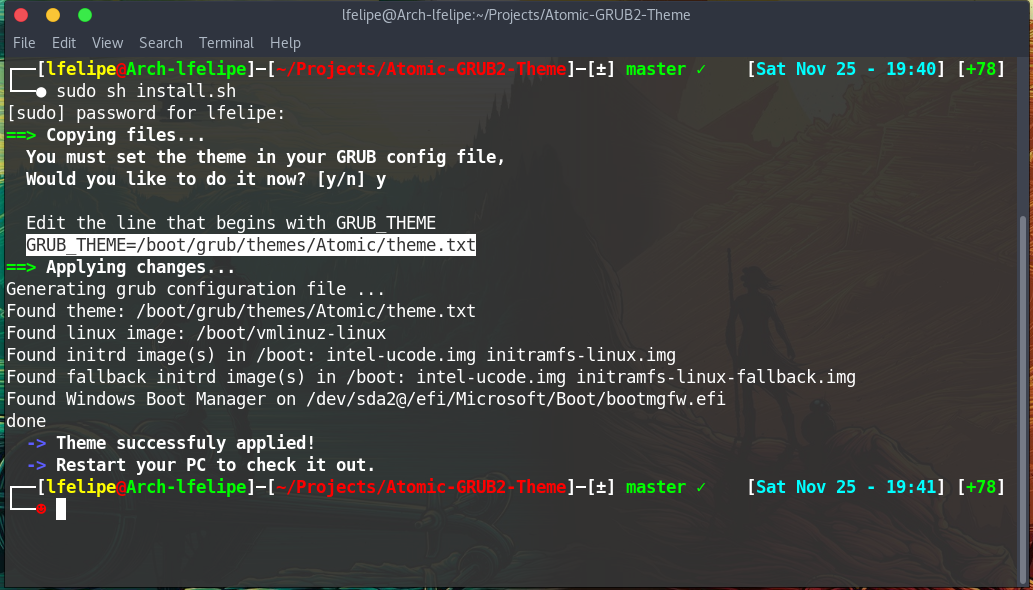 lfelipe@Arch-lfelipe:~/Projects/Atomic-GRUB2-Theme
File Edit View Search Terminal Help
┌──[lfelipe@Arch-lfelipe]─[~/Projects/Atomic-GRUB2-Theme]─[±] master ✓ [Sat Nov 25 - 19:40] [+78]
└──● sudo sh install.sh
[sudo] password for lfelipe:
==> Copying files...
You must set the theme in your GRUB config file,
Would you like to do it now? [y/n] y
Edit the line that begins with GRUB_THEME
GRUB_THEME=/boot/grub/themes/Atomic/theme.txt
==> Applying changes...
Generating grub configuration file ...
Found theme: /boot/grub/themes/Atomic/theme.txt
Found linux image: /boot/vmlinuz-linux
Found initrd image(s) in /boot: intel-ucode.img initramfs-linux.img
Found fallback initrd image(s) in /boot: intel-ucode.img initramfs-linux-fallback.img
Found Windows Boot Manager on /dev/sda2@/efi/Microsoft/Boot/bootmgfw.efi
done
-> Theme successfuly applied!
-> Restart your PC to check it out.
┌──[lfelipe@Arch-lfelipe]─[~/Projects/Atomic-GRUB2-Theme]─[±] master ✓ [Sat Nov 25 - 19:41] [+78]
└──☻